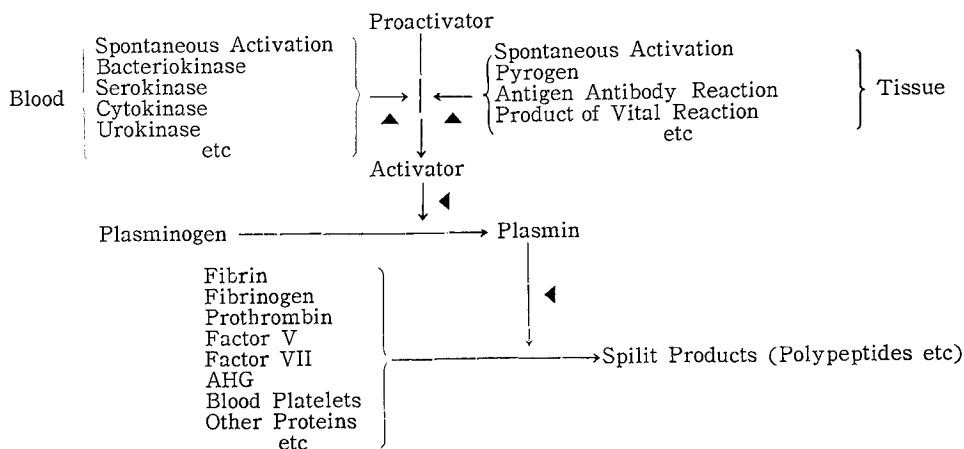 Proactivator
Blood
Spontaneous Activation
Bacteriokinase
Serokinase
Cytokinase
Urokinase
etc
Spontaneous Activation
Pyrogen
Antigen Antibody Reaction
Product of Vital Reaction
etc
Tissue
Activator
Plasminogen
Plasmin
Fibrin
Fibrinogen
Prothrombin
Factor V
Factor VII
AHG
Blood Platelets
Other Proteins
etc
Spilit Products (Polypeptides etc)